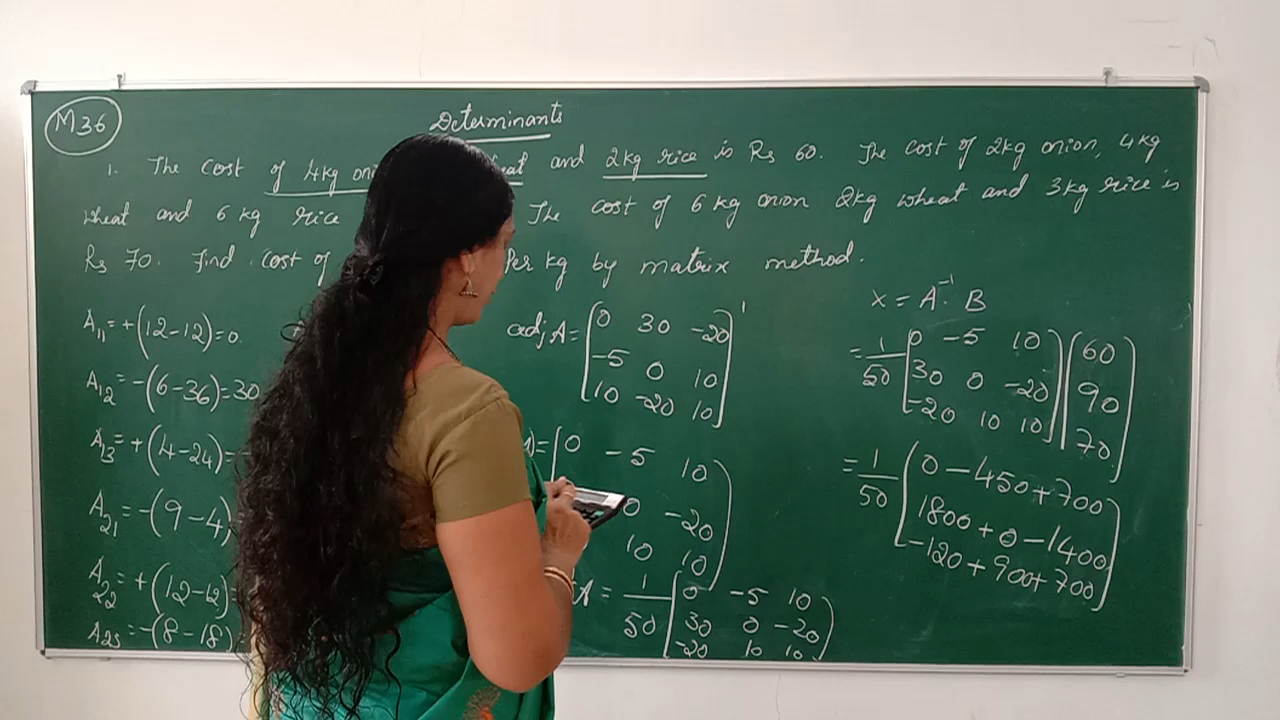 M36
Determinants
1. The cost of 4kg and 2kg rice is Rs 60. The cost of 2kg onion, 4kg
wheat and 6 kg rice The cost of 6 kg onion 2kg wheat and 3kg rice is
Rs 70. Find cost of Per kg by matrix method.
A₁₁ = +(12-12)=0.
A₁₂ = -(6-36)=30
A₁₃ = +(4-24)=
A₂₁ = -(9-4)
A₂₂ = +(12-12)=
A₂₃ = -(8-18)
adj A = [0 30 -20]'
-5 0 10
10 -20 10
= [0 -5 10
0 -20
10 10
A = 1/50 [0 -5 10
30 0 -20
-20 10 10]
X = A⁻¹ B
= 1/50 [0 -5 10] [60
30 0 -20 90
-20 10 10 70]
= 1/50 [0 - 450 + 700
1800 + 0 - 1400
-120 + 900 + 700]